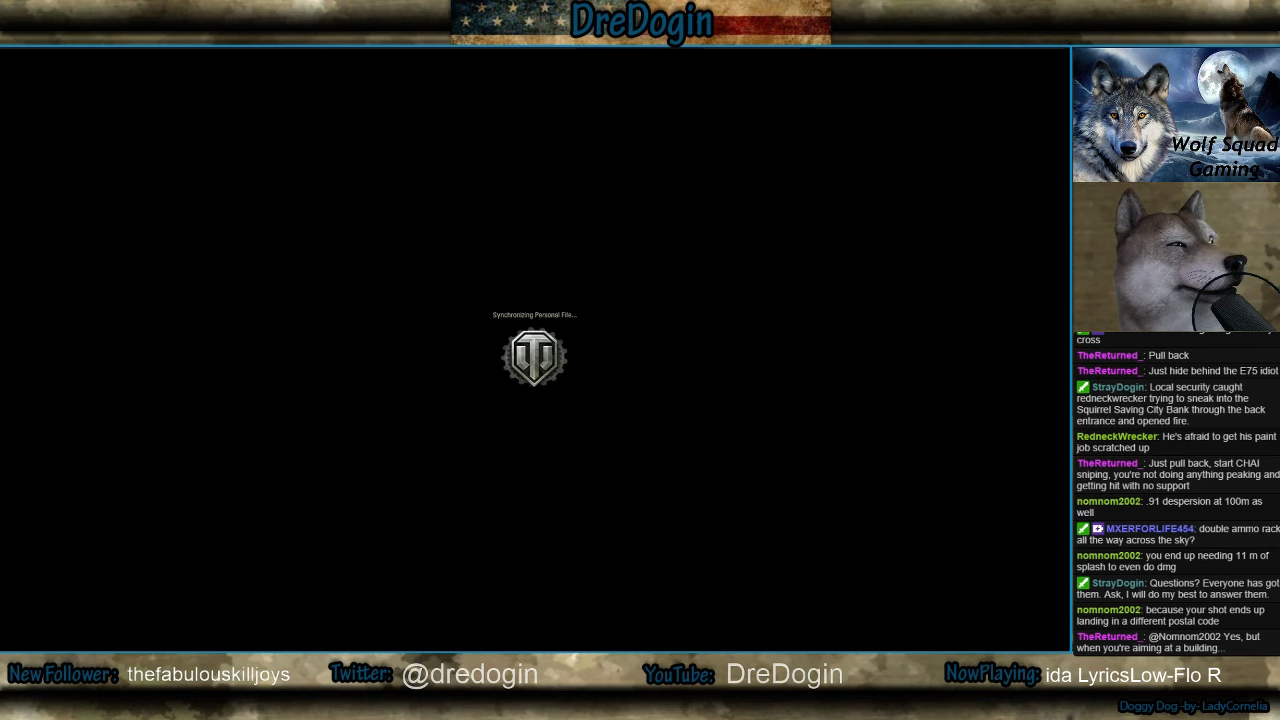 DreDogin
Wolf Squad
Gaming
Synchronizing Personal File...
cross
TheReturned_: Pull back
TheReturned_: Just hide behind the E75 idiot
StrayDogin: Local security caught
redneckwrecker trying to sneak into the
Squirrel Saving City Bank through the back
entrance and opened fire.
RedneckWrecker: He's afraid to get his paint
job scratched up
TheReturned_: Just pull back, start CHAI
sniping, you're not doing anything peaking and
getting hit with no support
nomnom2002: .91 despersion at 100m as
well
MXERFORLIFE454: double ammo rack
all the way across the sky?
nomnom2002: you end up needing 11 m of
splash to even do dmg
StrayDogin: Questions? Everyone has got
them. Ask, I will do my best to answer them.
nomnom2002: because your shot ends up
landing in a different postal code
TheReturned_: @Nomnom2002 Yes, but
when you're aiming at a building...
New Follower: thefabulouskilljoys
Twitter: @dredogin
YouTube: DreDogin
NowPlaying: ida LyricsLow-Flo R
Doggy Dog -by- LadyCornelia